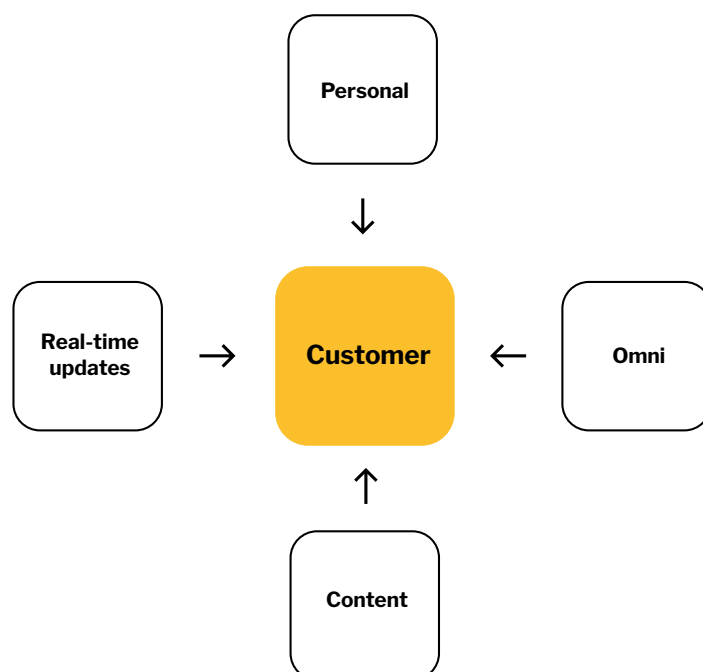 Personal
Real-time
updates
Customer
Omni
Content